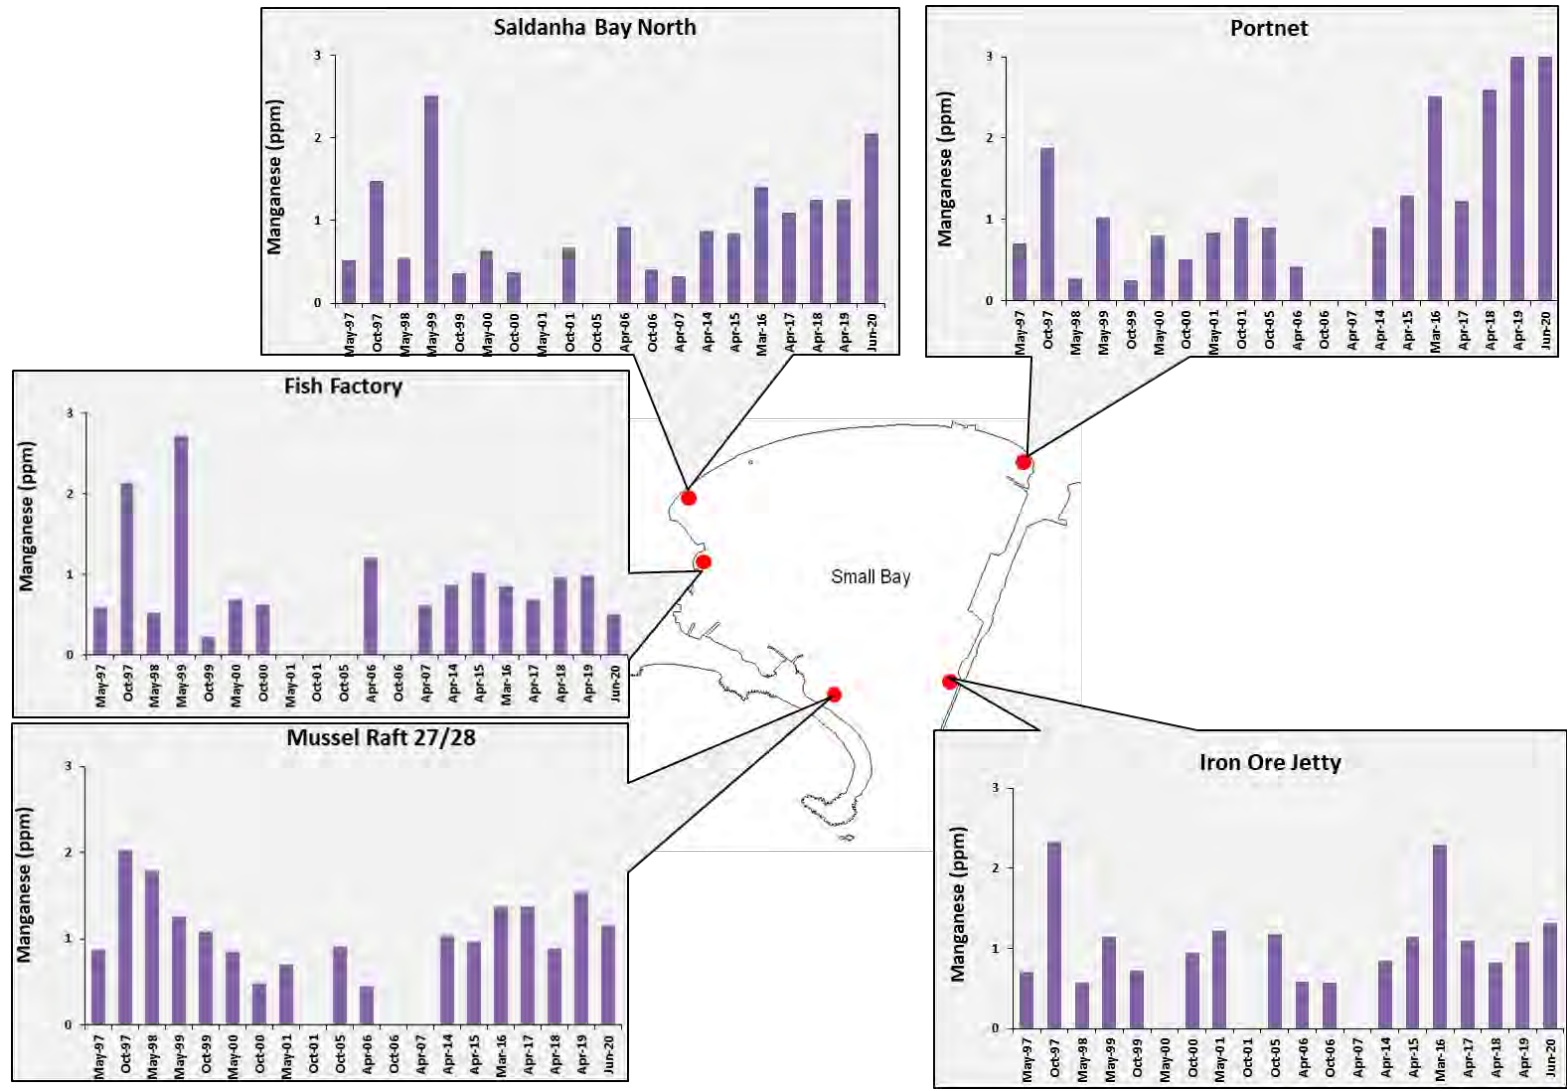 Saldanha Bay North
Manganese (ppm)
3
2
1
0
May-97
Oct-97
May-98
May-99
Oct-99
May-00
Oct-00
May-01
Oct-01
Oct-05
Apr-06
Oct-06
Apr-07
Apr-14
Apr-15
Mar-16
Apr-17
Apr-18
Apr-19
Jun-20
Portnet
Manganese (ppm)
3
2
1
0
May-97
Oct-97
May-98
May-99
Oct-99
May-00
Oct-00
May-01
Oct-01
Oct-05
Apr-06
Oct-06
Apr-07
Apr-14
Apr-15
Mar-16
Apr-17
Apr-18
Apr-19
Jun-20
Fish Factory
Manganese (ppm)
3
2
1
0
May-97
Oct-97
May-98
May-99
Oct-99
May-00
Oct-00
May-01
Oct-01
Oct-05
Apr-06
Oct-06
Apr-07
Apr-14
Apr-15
Mar-16
Apr-17
Apr-18
Apr-19
Jun-20
Small Bay
Mussel Raft 27/28
Manganese (ppm)
3
2
1
0
May-97
Oct-97
May-98
May-99
Oct-99
May-00
Oct-00
May-01
Oct-01
Oct-05
Apr-06
Oct-06
Apr-07
Apr-14
Apr-15
Mar-16
Apr-17
Apr-18
Apr-19
Jun-20
Iron Ore Jetty
Manganese (ppm)
3
2
1
0
May-97
Oct-97
May-98
May-99
Oct-99
May-00
Oct-00
May-01
Oct-01
Oct-05
Apr-06
Oct-06
Apr-07
Apr-14
Apr-15
Mar-16
Apr-17
Apr-18
Apr-19
Jun-20